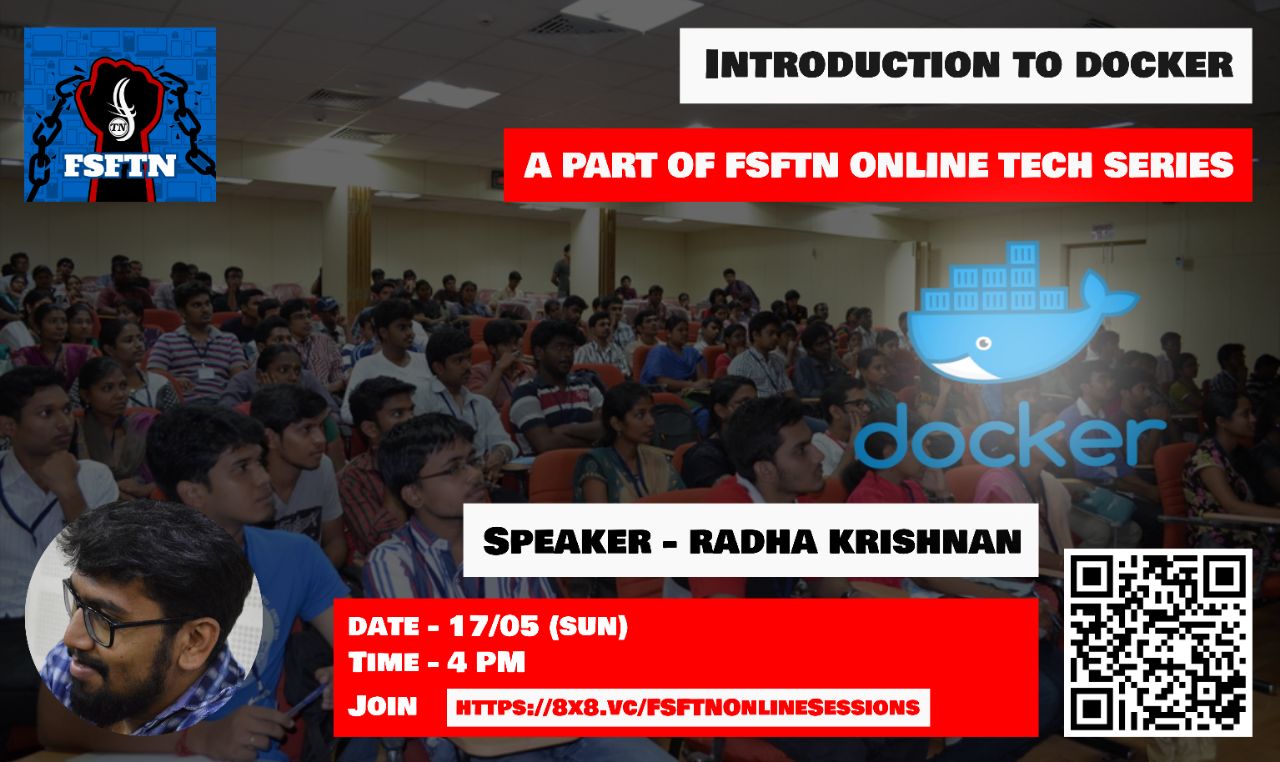 INTRODUCTION TO DOCKER
A PART OF FSFTN ONLINE TECH SERIES
TN
FSFTN
docker
SPEAKER - RADHA KRISHNAN
DATE - 17/05 (SUN)
TIME - 4 PM
JOIN HTTPS://8X8.VC/FSFTNONLINESESSIONS